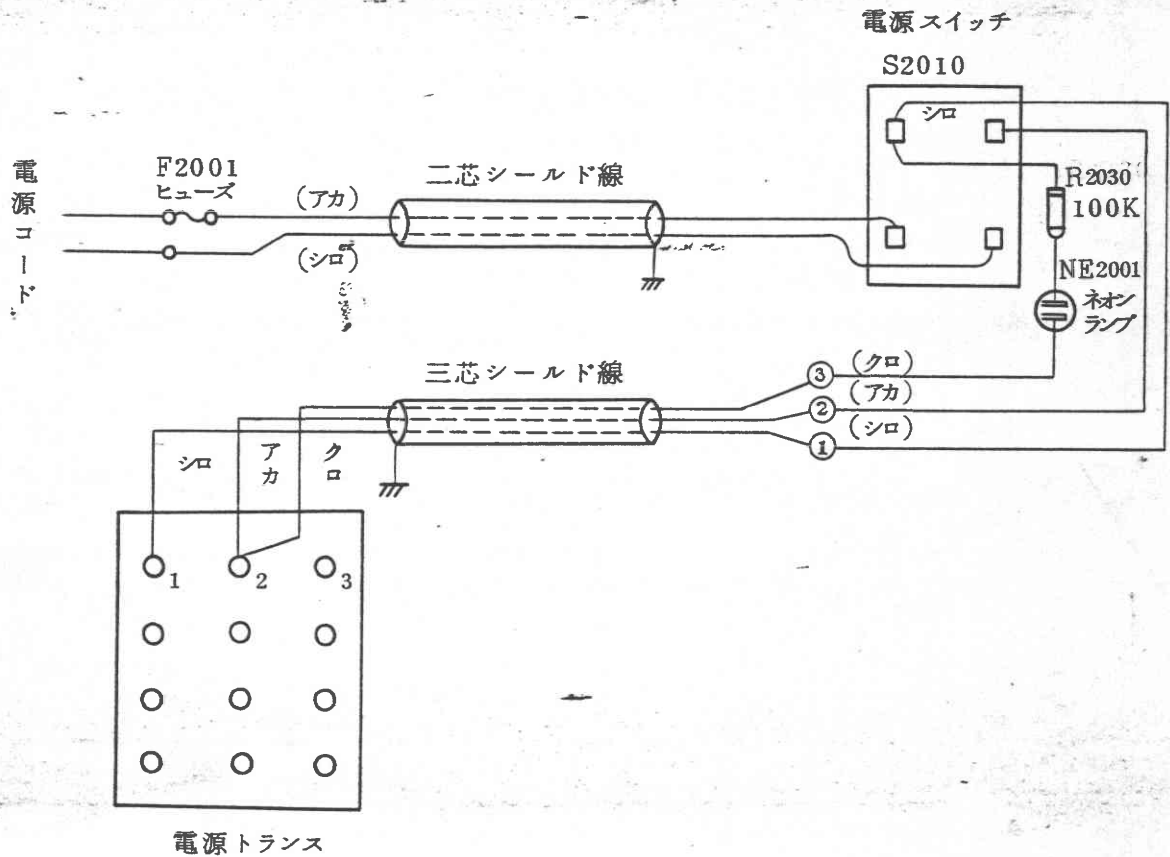 電源スイッチ
S2010
シロ
電源コード
F2001
ヒューズ
(アカ)
(シロ)
二芯シールド線
R2030
100K
NE2001
ネオン
ランプ
三芯シールド線
③
(クロ)
②
(アカ)
①
(シロ)
シロ
アカ
クロ
1
2
3
電源トランス